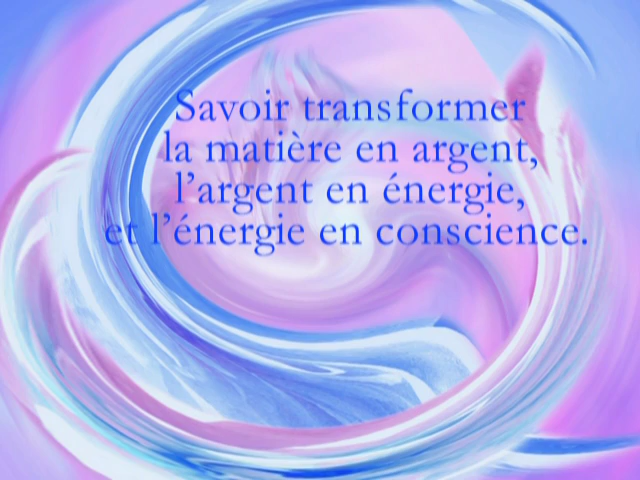 Savoir transformer
la matière en argent,
l’argent en énergie,
et l’énergie en conscience.